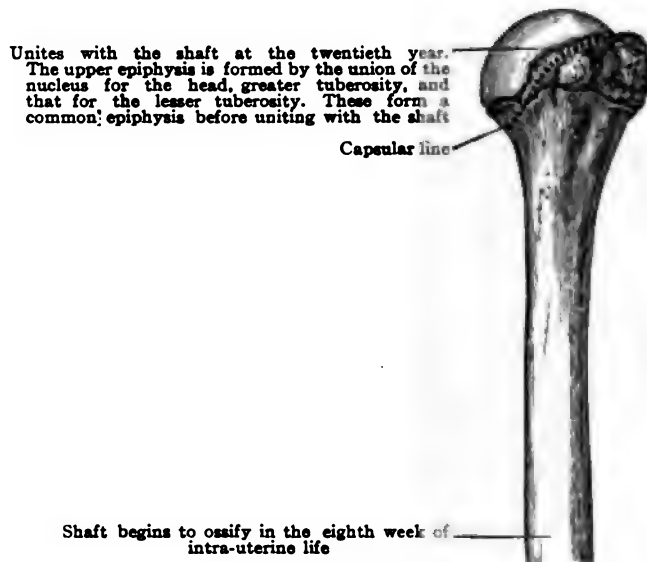 Unites with the shaft at the twentieth year.
The upper epiphysis is formed by the union of the
nucleus for the head, greater tuberosity, and
that for the lesser tuberosity. These form a
common: epiphysis before uniting with the shaft
Capsular line
Shaft begins to ossify in the eighth week of
intra-uterine life